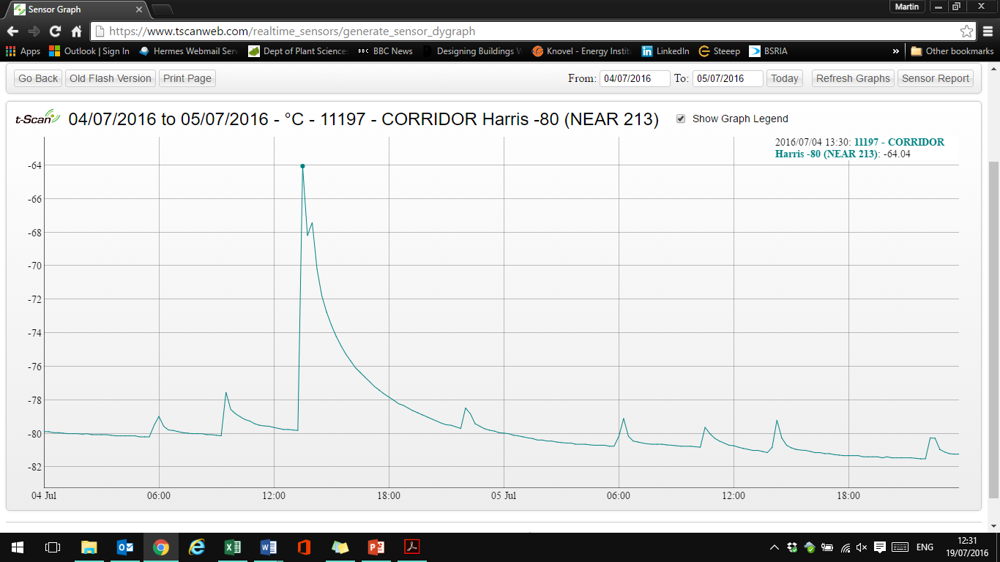 Sensor Graph
Martin
https://www.tscanweb.com/realtime_sensors/generate_sensor_dygraph
Apps Outlook | Sign In Hermes Webmail Serv Dept of Plant Science BBC BBC News D Designing Buildings W Knovel - Energy Instit LinkedIn Steeep BSRIA » Other bookmarks
Go Back Old Flash Version Print Page From: 04/07/2016 To: 05/07/2016 Today Refresh Graphs Sensor Report
t-Scan 04/07/2016 to 05/07/2016 - °C - 11197 - CORRIDOR Harris -80 (NEAR 213) Show Graph Legend
2016/07/04 13:30: 11197 - CORRIDOR
Harris -80 (NEAR 213): -64.04
-64
-66
-68
-70
-72
-74
-76
-78
-80
-82
04 Jul 06:00 12:00 18:00 05 Jul 06:00 12:00 18:00
ENG
12:31
19/07/2016